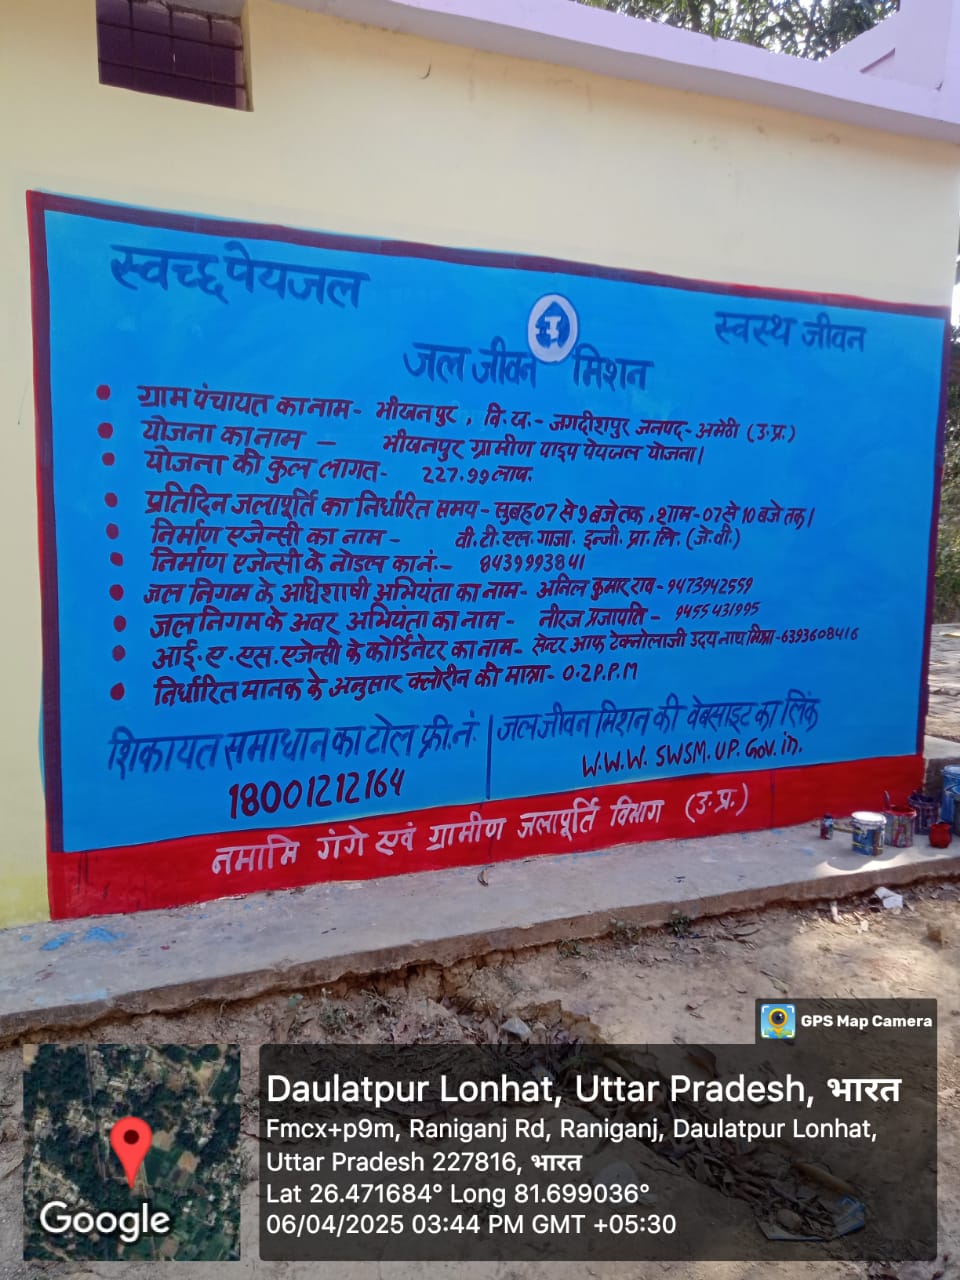 स्वच्छ पेयजल
स्वस्थ जीवन
जल जीवन मिशन
• ग्राम पंचायत का नाम- भीखनपुर, वि.ख.- जगदीशपुर जनपद- अमेठी (उ.प्र.)
• योजना का नाम – भीखनपुर ग्रामीण पाइप पेयजल योजना।
• योजना की कुल लागत- 227.99 लाख.
• प्रतिदिन जलापूर्ति का निर्धारित समय- सुबह 07 से 9 बजे तक, शाम- 07 से 10 बजे तक।
• निर्माण एजेन्सी का नाम- वी.टी.एल.गाजा. इन्जी. प्रा.लि.(जे.वी.)
• निर्माण एजेन्सी के नोडल का नं:- 8439993841
• जल निगम के अधिशाषी अभियंता का नाम- अनिल कुमार राव- 9473942559
• जल निगम के अवर अभियंता का नाम- नीरज प्रजापति- 9455431995
• आई.ए.एस.एजेन्सी के कोर्डिनेटर का नाम- सेन्टर आफ टेक्नोलाजी उदय नाथ मिश्रा-6393608416
• निर्धारित मानक के अनुसार क्लोरीन की मात्रा- 0.2P.P.M
शिकायत समाधान का टोल फ्री.नं:
18001212164
जल जीवन मिशन की वेबसाइट का लिंक
W.W.W. SWSM.UP.Gov.in.
नमामि गंगे एवं ग्रामीण जलापूर्ति विभाग (उ.प्र.)
GPS Map Camera
Google
Daulatpur Lonhat, Uttar Pradesh, भारत
Fmcx+p9m, Raniganj Rd, Raniganj, Daulatpur Lonhat,
Uttar Pradesh 227816, भारत
Lat 26.471684° Long 81.699036°
06/04/2025 03:44 PM GMT +05:30